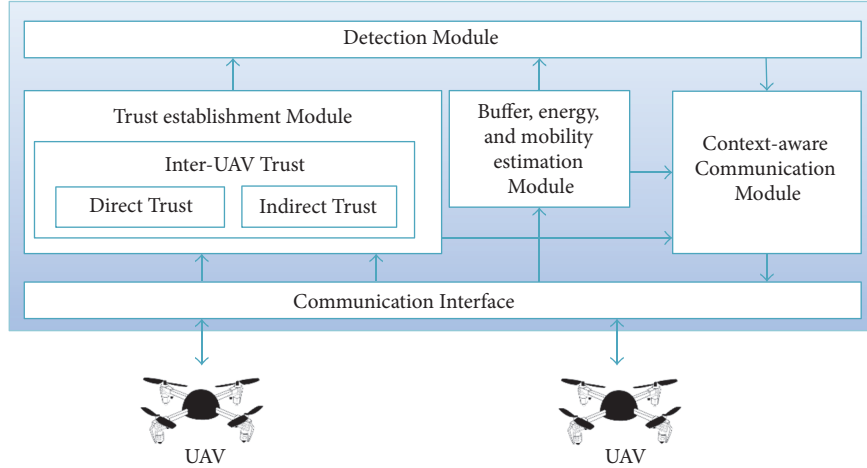 Detection Module
Trust establishment Module
Inter-UAV Trust
Direct Trust
Indirect Trust
Buffer, energy,
and mobility
estimation
Module
Context-aware
Communication
Module
Communication Interface
UAV
UAV